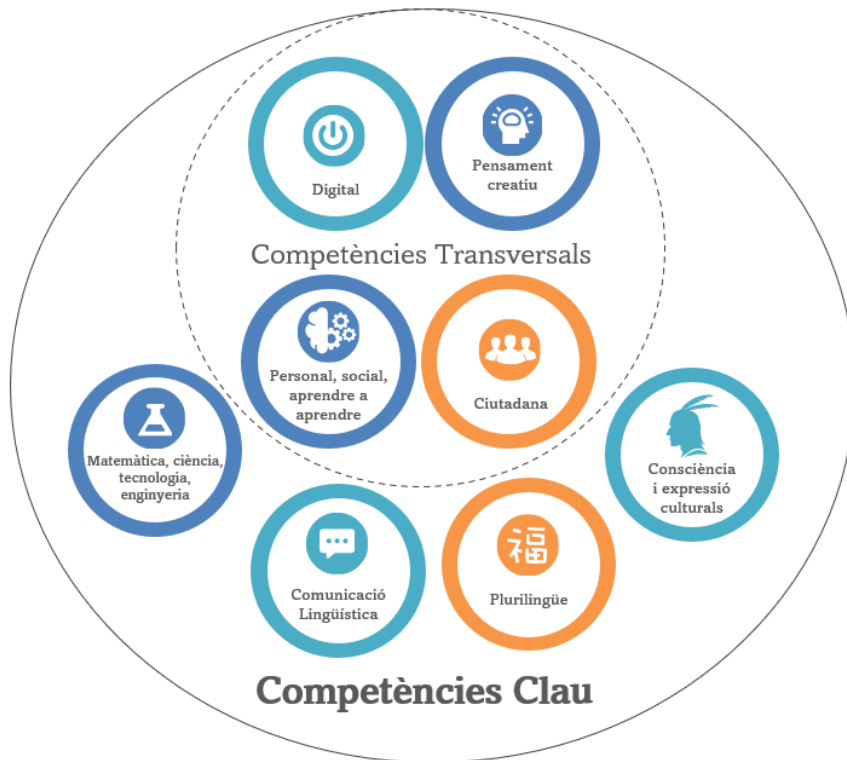 Digital
Pensament
creatiu
Competències Transversals
Personal, social,
aprendre a
aprendre
Ciutadana
Matemàtica, ciència,
tecnologia,
enginyeria
Consciència
i expressió
culturals
Comunicació
Lingüística
福
Plurilingüe
Competències Clau